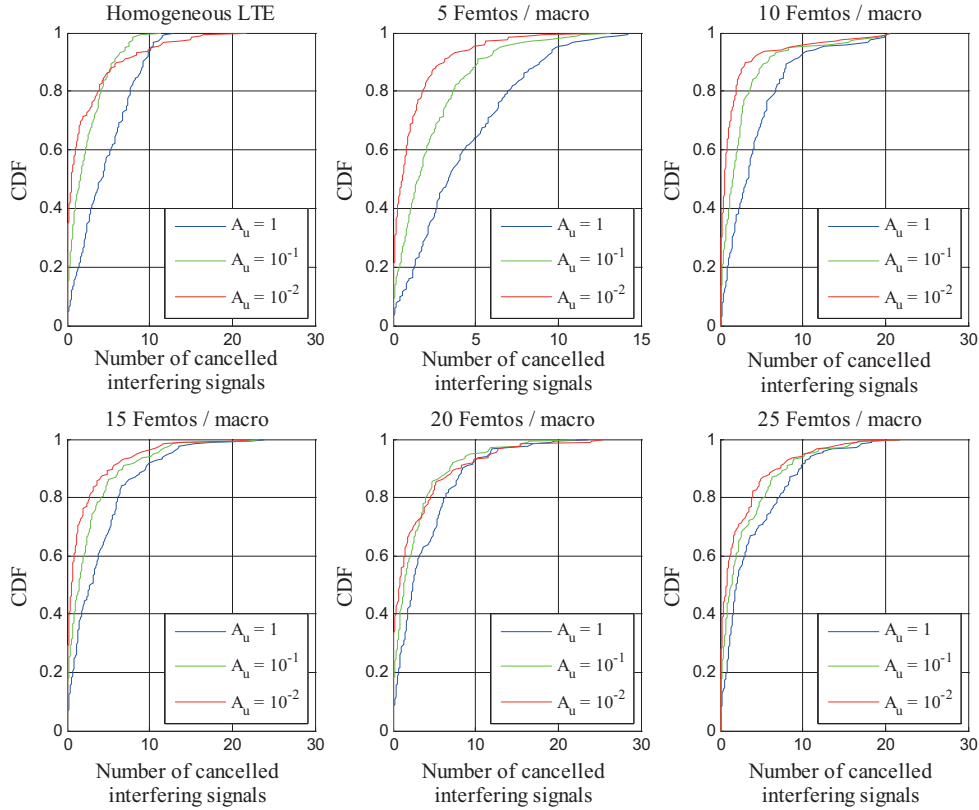 Homogeneous LTE
1
0.8
0.6
0.4
0.2
0
CDF
A_u = 1
A_u = 10^-1
A_u = 10^-2
0 10 20 30
Number of cancelled
interfering signals
5 Femtos / macro
1
0.8
0.6
0.4
0.2
0
CDF
A_u = 1
A_u = 10^-1
A_u = 10^-2
0 5 10 15
Number of cancelled
interfering signals
10 Femtos / macro
1
0.8
0.6
0.4
0.2
0
CDF
A_u = 1
A_u = 10^-1
A_u = 10^-2
0 10 20 30
Number of cancelled
interfering signals
15 Femtos / macro
1
0.8
0.6
0.4
0.2
0
CDF
A_u = 1
A_u = 10^-1
A_u = 10^-2
0 10 20 30
Number of cancelled
interfering signals
20 Femtos / macro
1
0.8
0.6
0.4
0.2
0
CDF
A_u = 1
A_u = 10^-1
A_u = 10^-2
0 10 20 30
Number of cancelled
interfering signals
25 Femtos / macro
1
0.8
0.6
0.4
0.2
0
CDF
A_u = 1
A_u = 10^-1
A_u = 10^-2
0 10 20 30
Number of cancelled
interfering signals